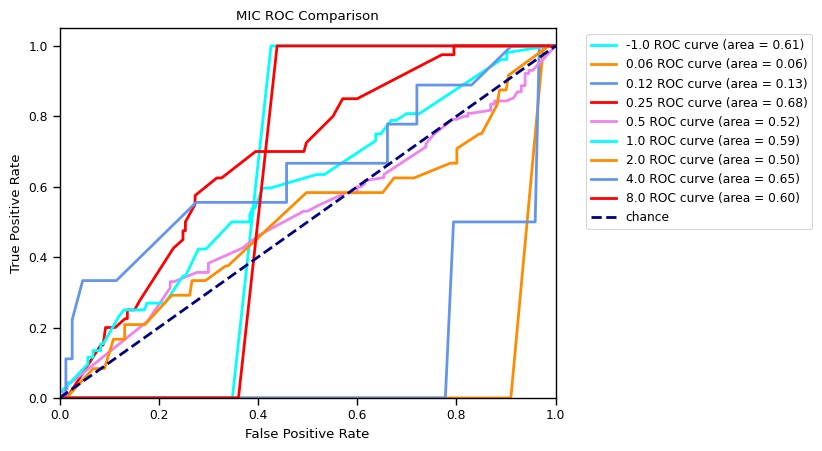 MIC ROC Comparison
1.0
0.8
0.6
0.4
0.2
0.0
True Positive Rate
0.0 0.2 0.4 0.6 0.8 1.0
False Positive Rate
-1.0 ROC curve (area = 0.61)
0.06 ROC curve (area = 0.06)
0.12 ROC curve (area = 0.13)
0.25 ROC curve (area = 0.68)
0.5 ROC curve (area = 0.52)
1.0 ROC curve (area = 0.59)
2.0 ROC curve (area = 0.50)
4.0 ROC curve (area = 0.65)
8.0 ROC curve (area = 0.60)
chance